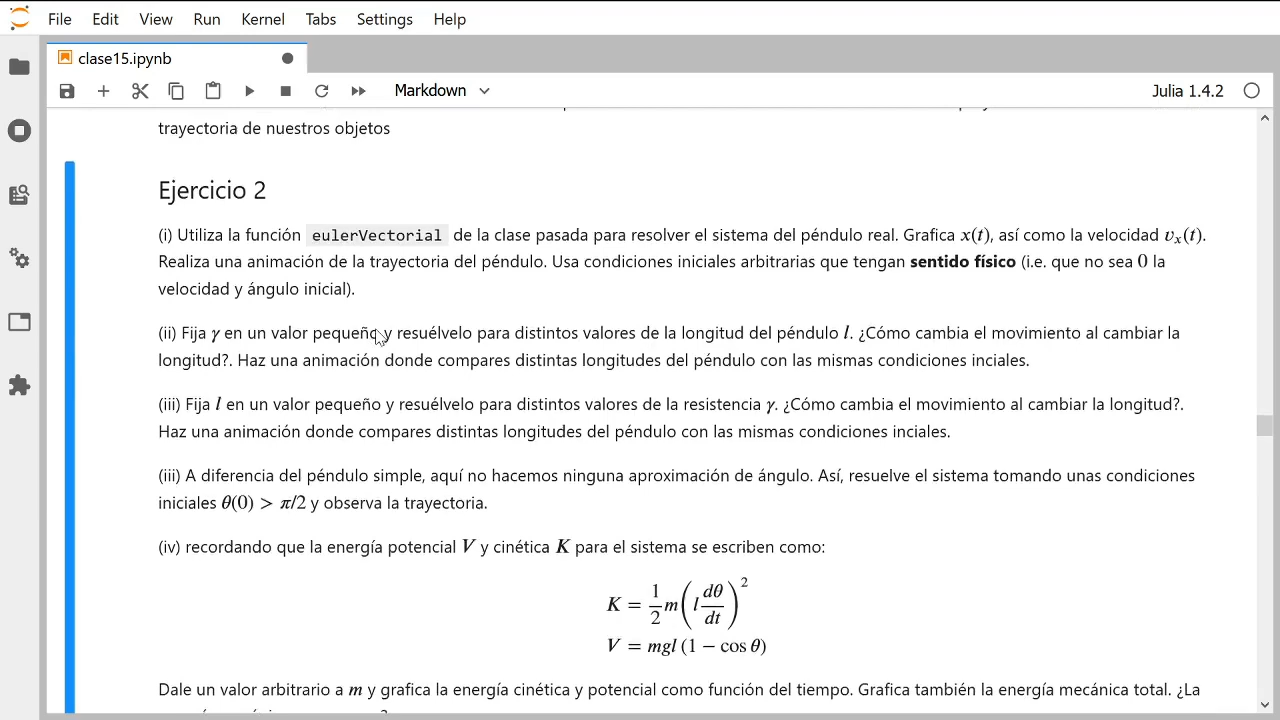 File Edit View Run Kernel Tabs Settings Help
clase15.ipynb
Markdown
Julia 1.4.2
trayectoria de nuestros objetos
Ejercicio 2
(i) Utiliza la función eulerVectorial de la clase pasada para resolver el sistema del péndulo real. Grafica x(t), así como la velocidad vₓ(t).
Realiza una animación de la trayectoria del péndulo. Usa condiciones iniciales arbitrarias que tengan sentido físico (i.e. que no sea 0 la
velocidad y ángulo inicial).
(ii) Fija γ en un valor pequeño y resuélvelo para distintos valores de la longitud del péndulo l. ¿Cómo cambia el movimiento al cambiar la
longitud?. Haz una animación donde compares distintas longitudes del péndulo con las mismas condiciones inciales.
(iii) Fija l en un valor pequeño y resuélvelo para distintos valores de la resistencia γ. ¿Cómo cambia el movimiento al cambiar la longitud?.
Haz una animación donde compares distintas longitudes del péndulo con las mismas condiciones inciales.
(iii) A diferencia del péndulo simple, aquí no hacemos ninguna aproximación de ángulo. Así, resuelve el sistema tomando unas condiciones
iniciales θ(0) > π/2 y observa la trayectoria.
(iv) recordando que la energía potencial V y cinética K para el sistema se escriben como:
K = 1/2 m(l dθ/dt)²
V = mgl (1 − cos θ)
Dale un valor arbitrario a m y grafica la energía cinética y potencial como función del tiempo. Grafica también la energía mecánica total. ¿La